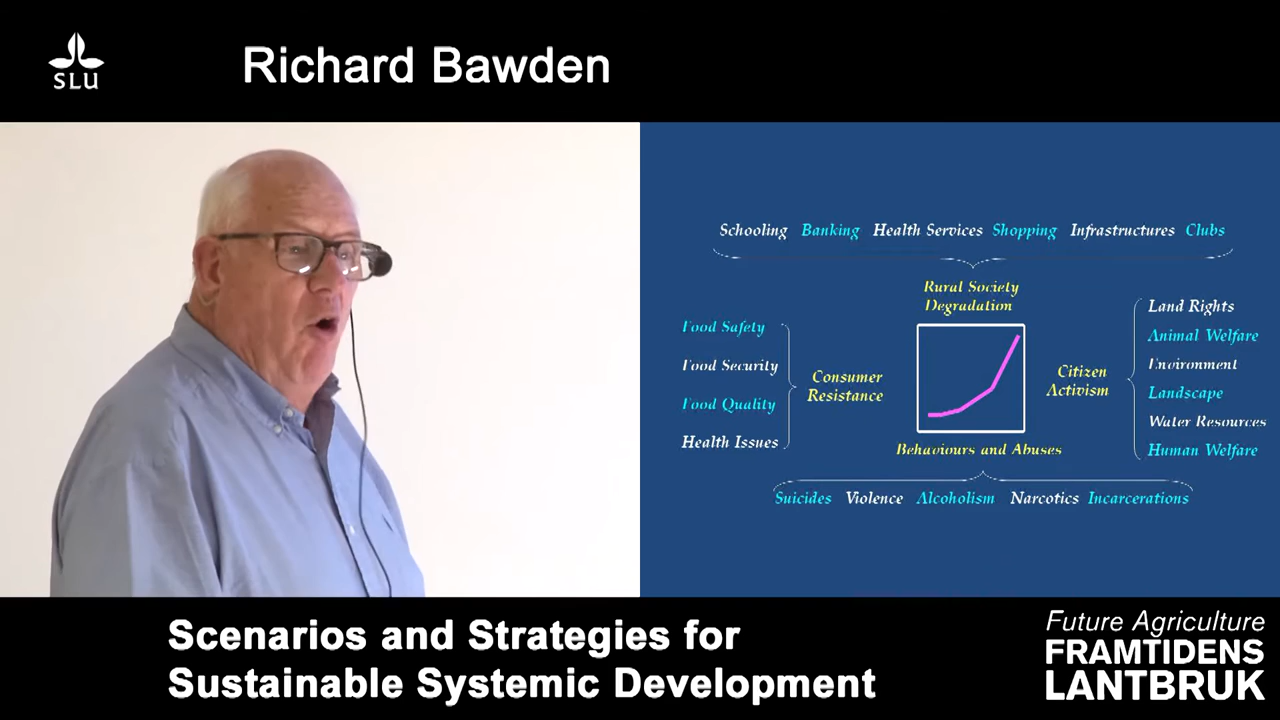 SLU
Richard Bawden
Schooling Banking Health Services Shopping Infrastructures Clubs
Rural Society
Degradation
Food Safety
Food Security
Food Quality
Health Issues
Consumer
Resistance
Citizen
Activism
Land Rights
Animal Welfare
Environment
Landscape
Water Resources
Human Welfare
Behaviours and Abuses
Suicides Violence Alcoholism Narcotics Incarcerations
Scenarios and Strategies for
Sustainable Systemic Development
Future Agriculture
FRAMTIDENS
LANTBRUK